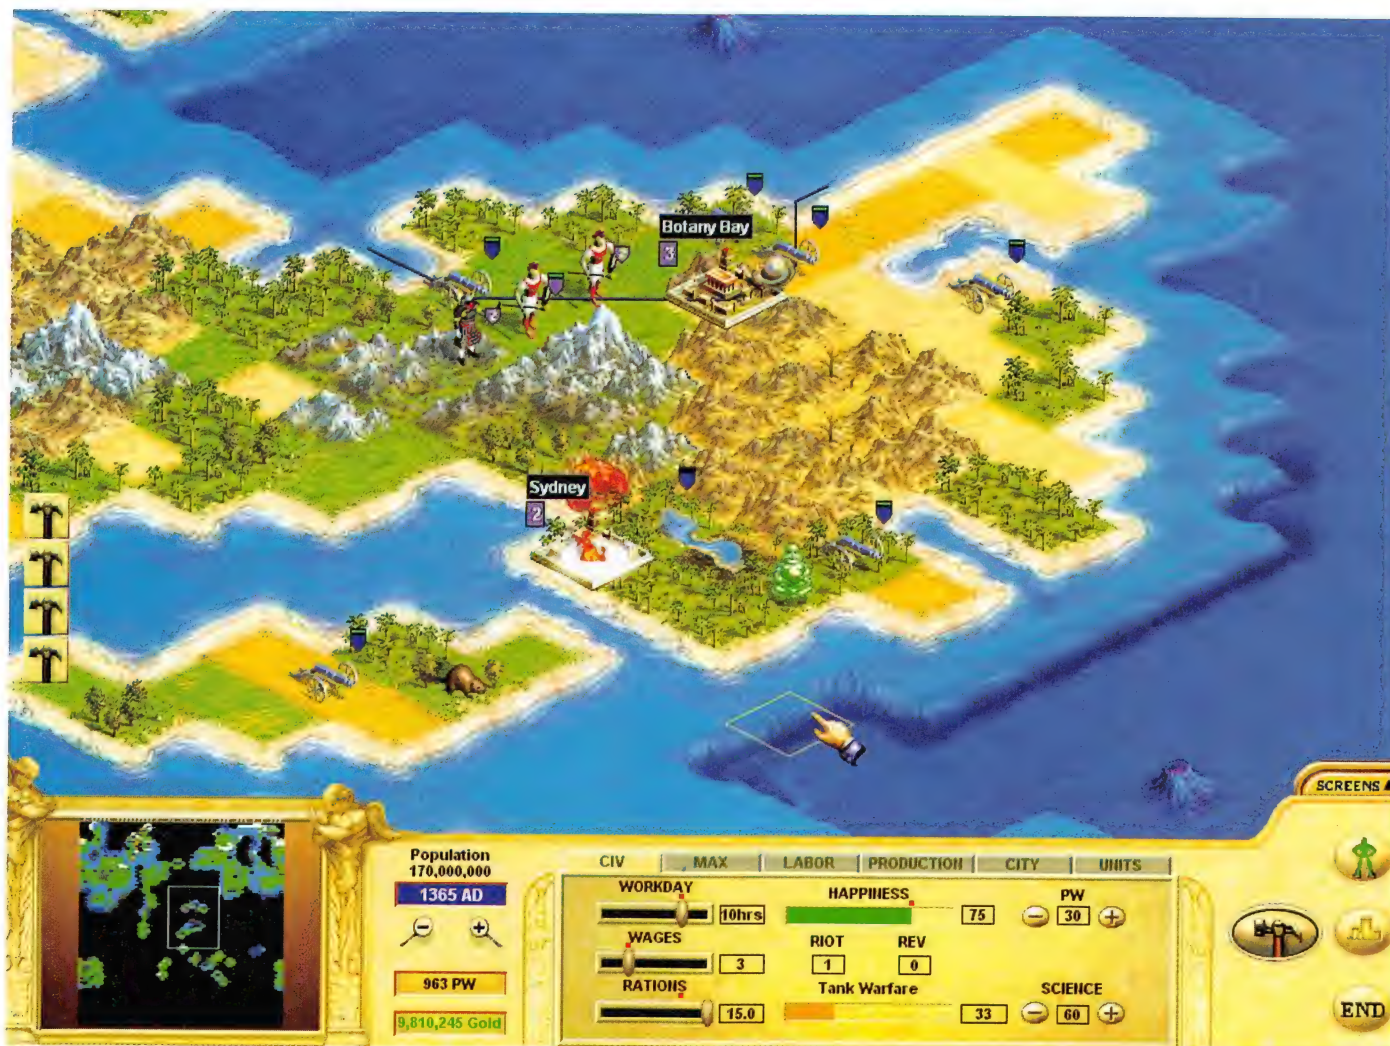 Botany Bay
3
Sydney
2
SCREENS
Population
170,000,000
1365 AD
963 PW
9,810,245 Gold
CIV MAX LABOR PRODUCTION CITY UNITS
WORKDAY HAPPINESS PW
10hrs 75 30
WAGES RIOT REV
3 1 0
RATIONS Tank Warfare SCIENCE
15.0 33 60
END